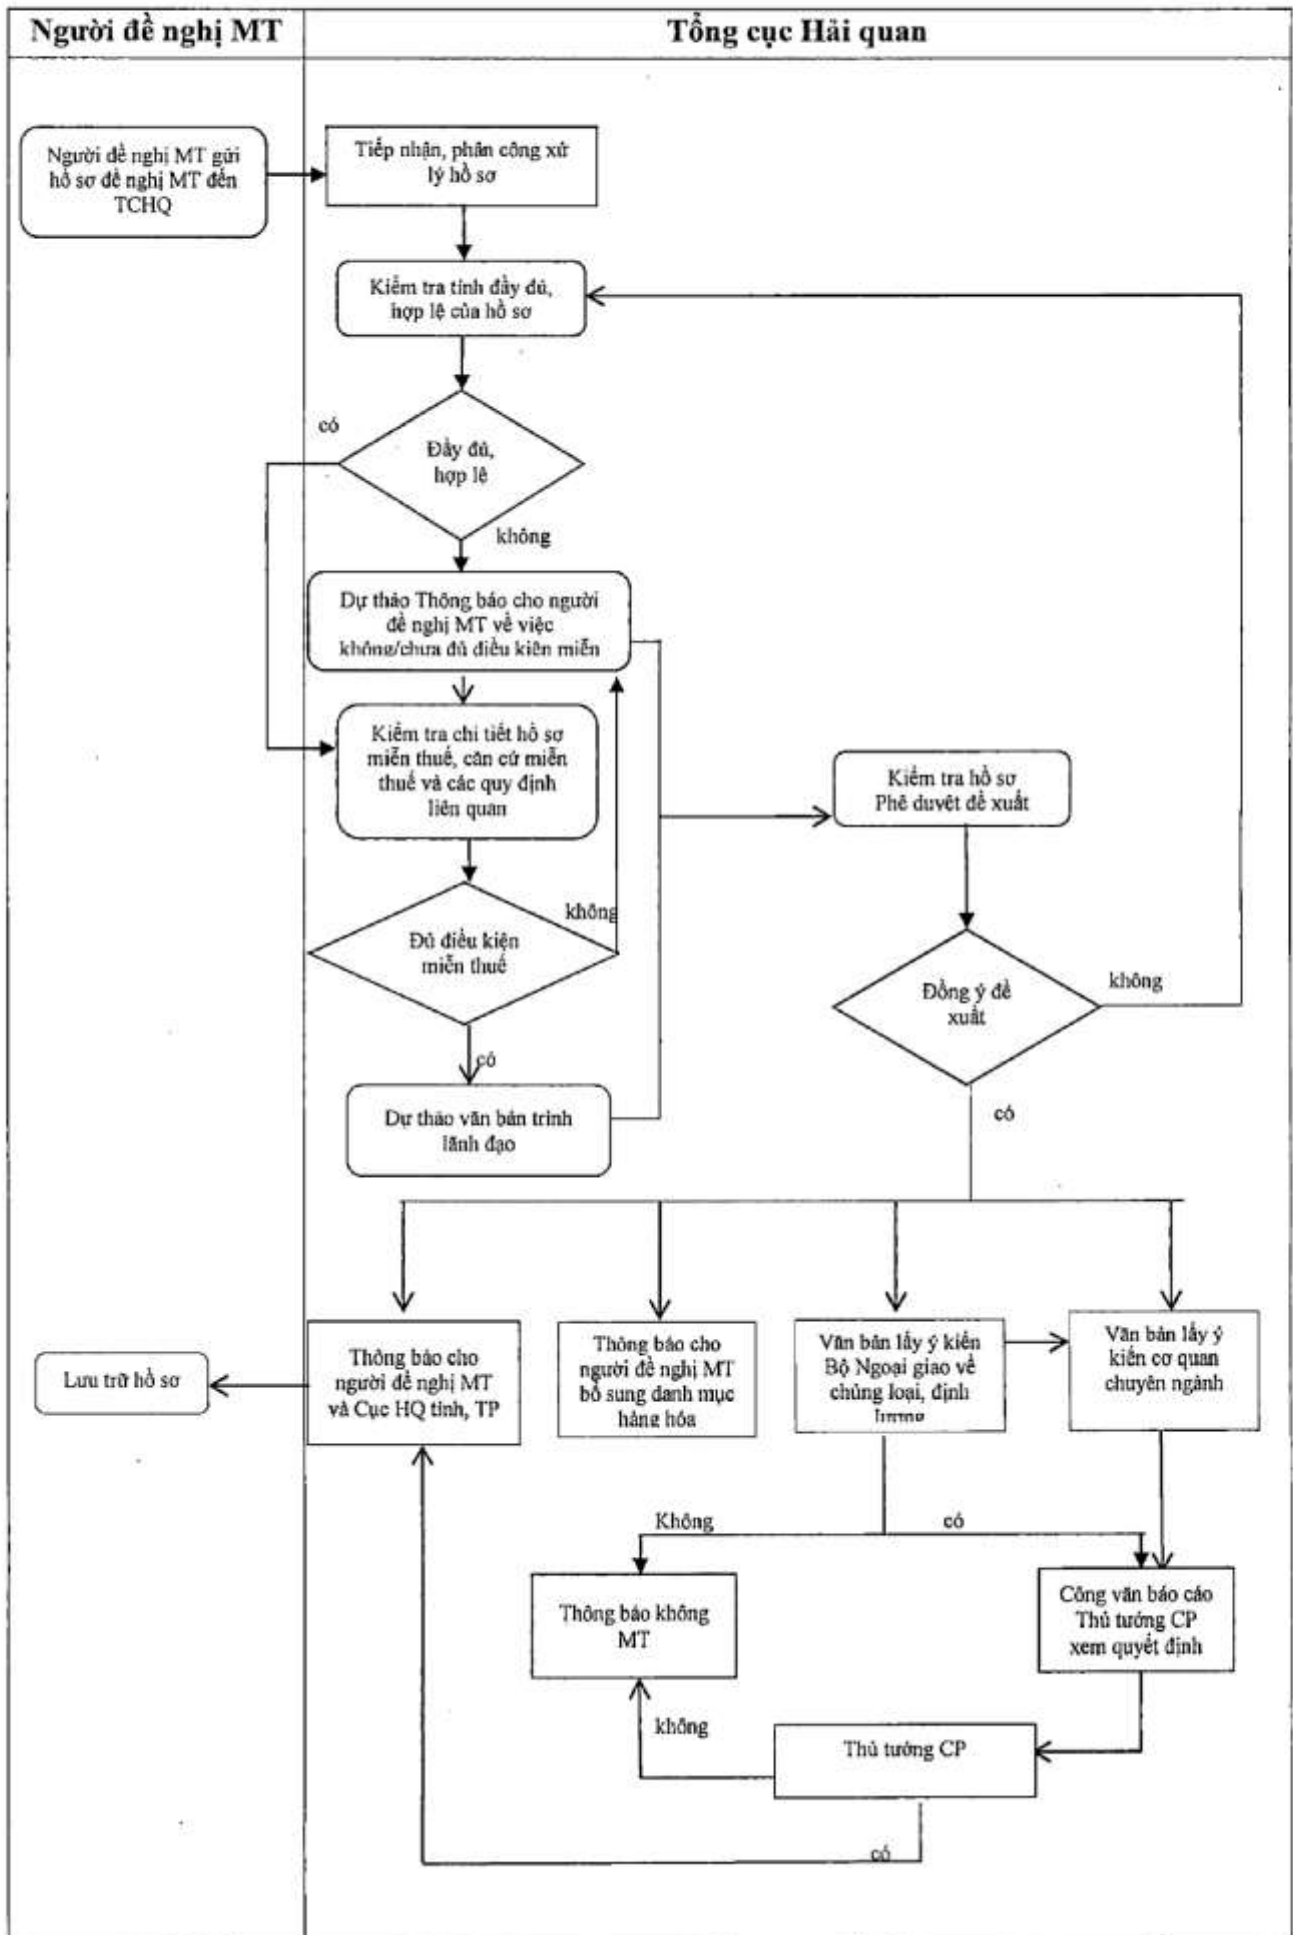 Người đề nghị MT
Tổng cục Hải quan
Người đề nghị MT gửi
hồ sơ đề nghị MT đến
TCHQ
Tiếp nhận, phân công xử
lý hồ sơ
Kiểm tra tính đầy đủ,
hợp lệ của hồ sơ
có
Đầy đủ,
hợp lệ
không
Dự thảo Thông báo cho người
đề nghị MT về việc
không/chưa đủ điều kiện miễn
Kiểm tra chi tiết hồ sơ
miễn thuế, căn cứ miễn
thuế và các quy định
liên quan
Kiểm tra hồ sơ
Phê duyệt đề xuất
không
Đủ điều kiện
miễn thuế
Đồng ý đề
xuất
không
có
Dự thảo văn bản trình
lãnh đạo
có
Lưu trữ hồ sơ
Thông báo cho
người đề nghị MT
và Cục HQ tỉnh, TP
Thông báo cho
người đề nghị MT
bổ sung danh mục
hàng hóa
Văn bản lấy ý kiến
Bộ Ngoại giao về
chủng loại, định
lượng
Văn bản lấy ý
kiến cơ quan
chuyên ngành
Không
có
Thông báo không
MT
Công văn báo cáo
Thủ tướng CP
xem quyết định
không
Thủ tướng CP
có